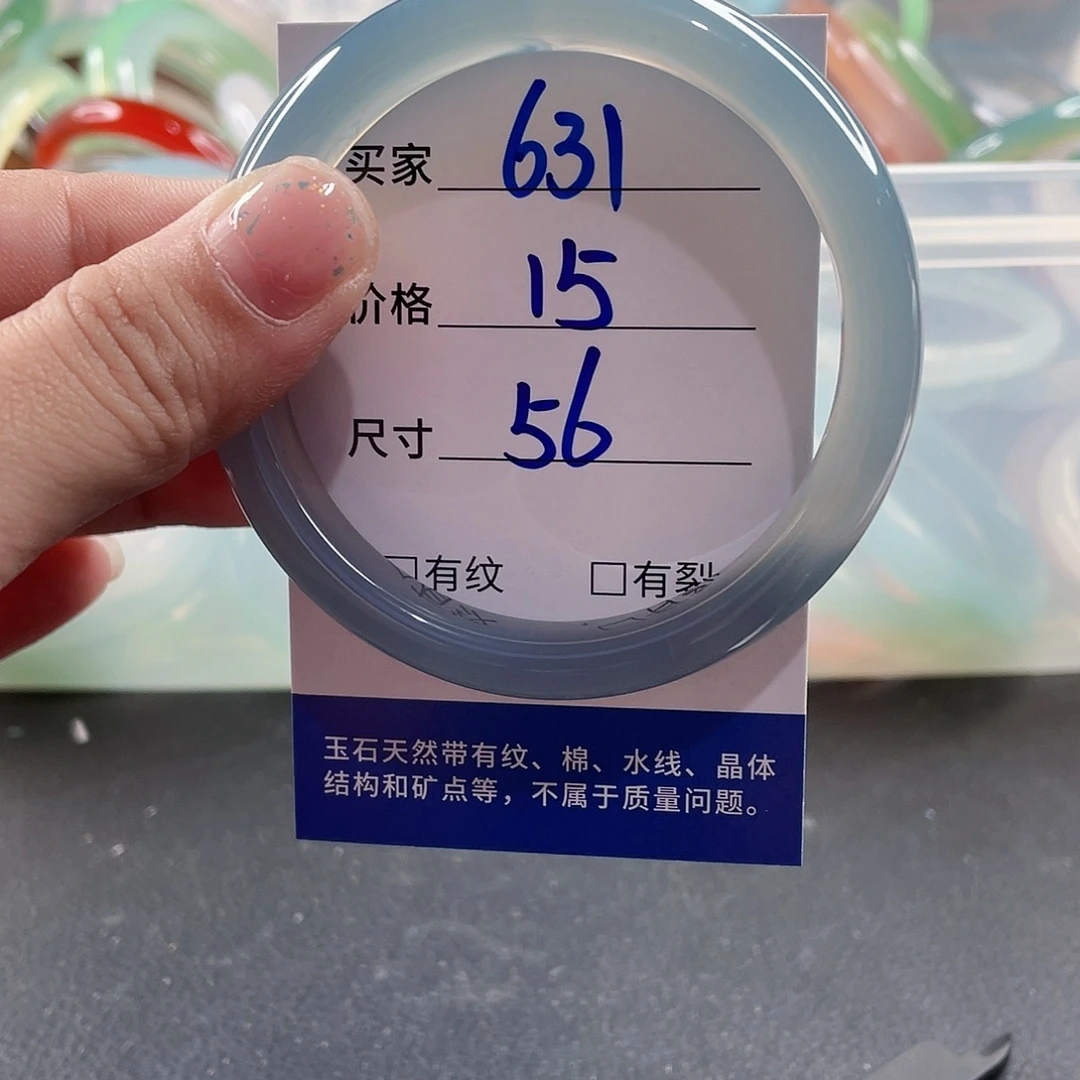 买家 631
价格 15
尺寸 56
□有纹 □有裂
玉石天然带有纹、棉、水线、晶体
结构和矿点等，不属于质量问题。